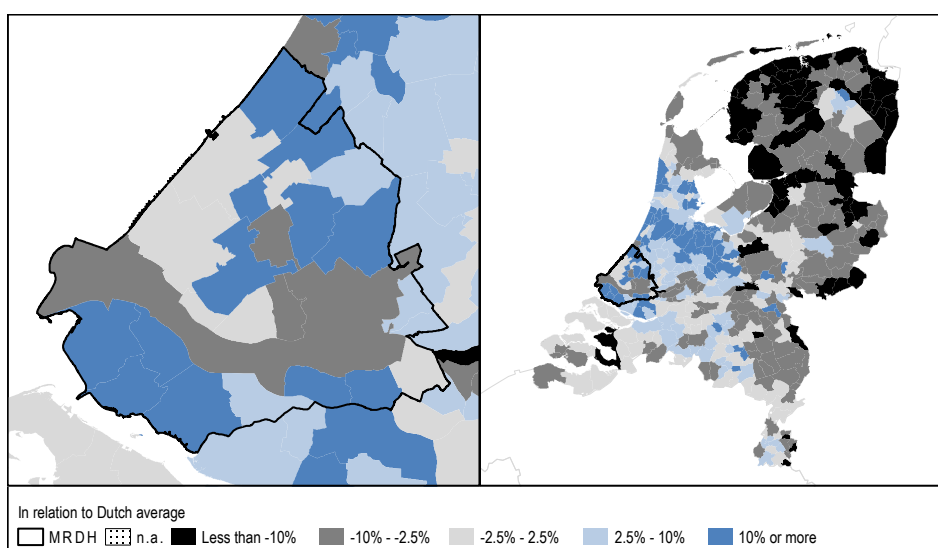 In relation to Dutch average
MRDH n.a. Less than -10% -10% - -2.5% -2.5% - 2.5% 2.5% - 10% 10% or more